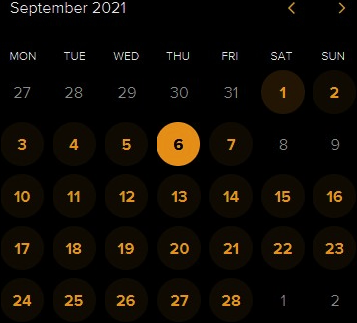 September 2021
MON TUE WED THU FRI SAT SUN
27 28 29 30 31 1 2
3 4 5 6 7 8 9
10 11 12 13 14 15 16
17 18 19 20 21 22 23
24 25 26 27 28 1 2